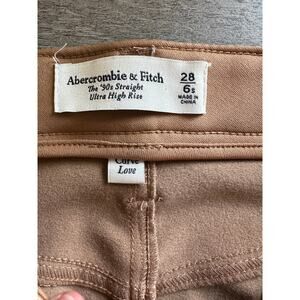 Abercrombie & Fitch
The '90s Straight
Ultra High Rise
28
6s
MADE IN
CHINA
Curve
Love